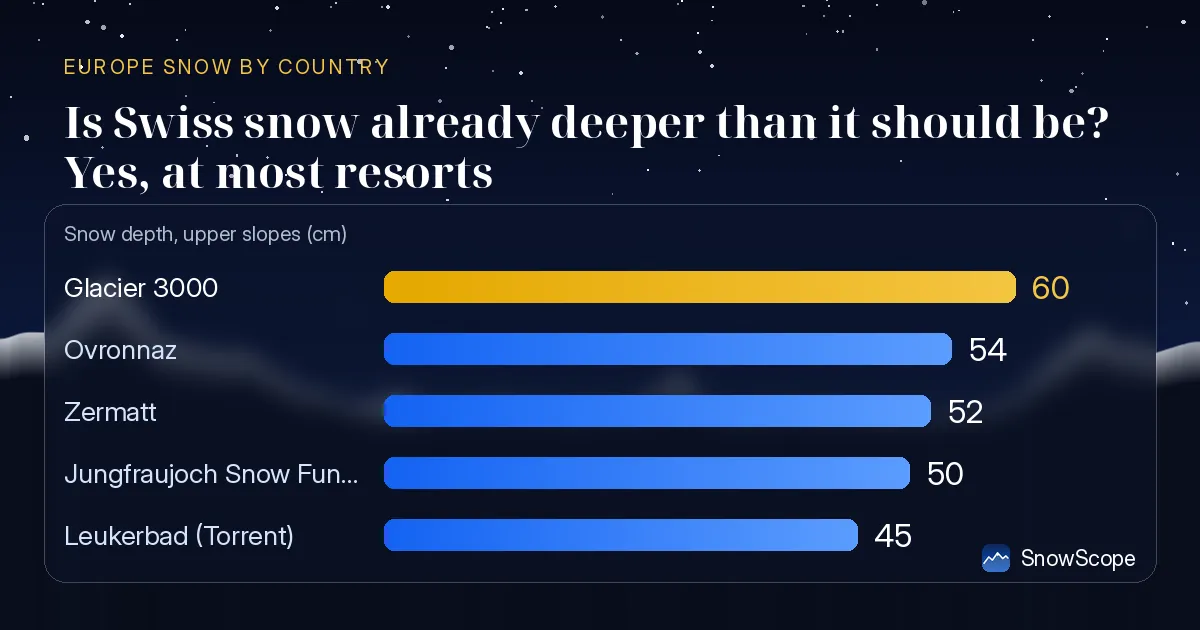 EUROPE SNOW BY COUNTRY
Is Swiss snow already deeper than it should be?
Yes, at most resorts
Snow depth, upper slopes (cm)
Glacier 3000 60
Ovronnaz 54
Zermatt 52
Jungfraujoch Snow Fun... 50
Leukerbad (Torrent) 45
SnowScope